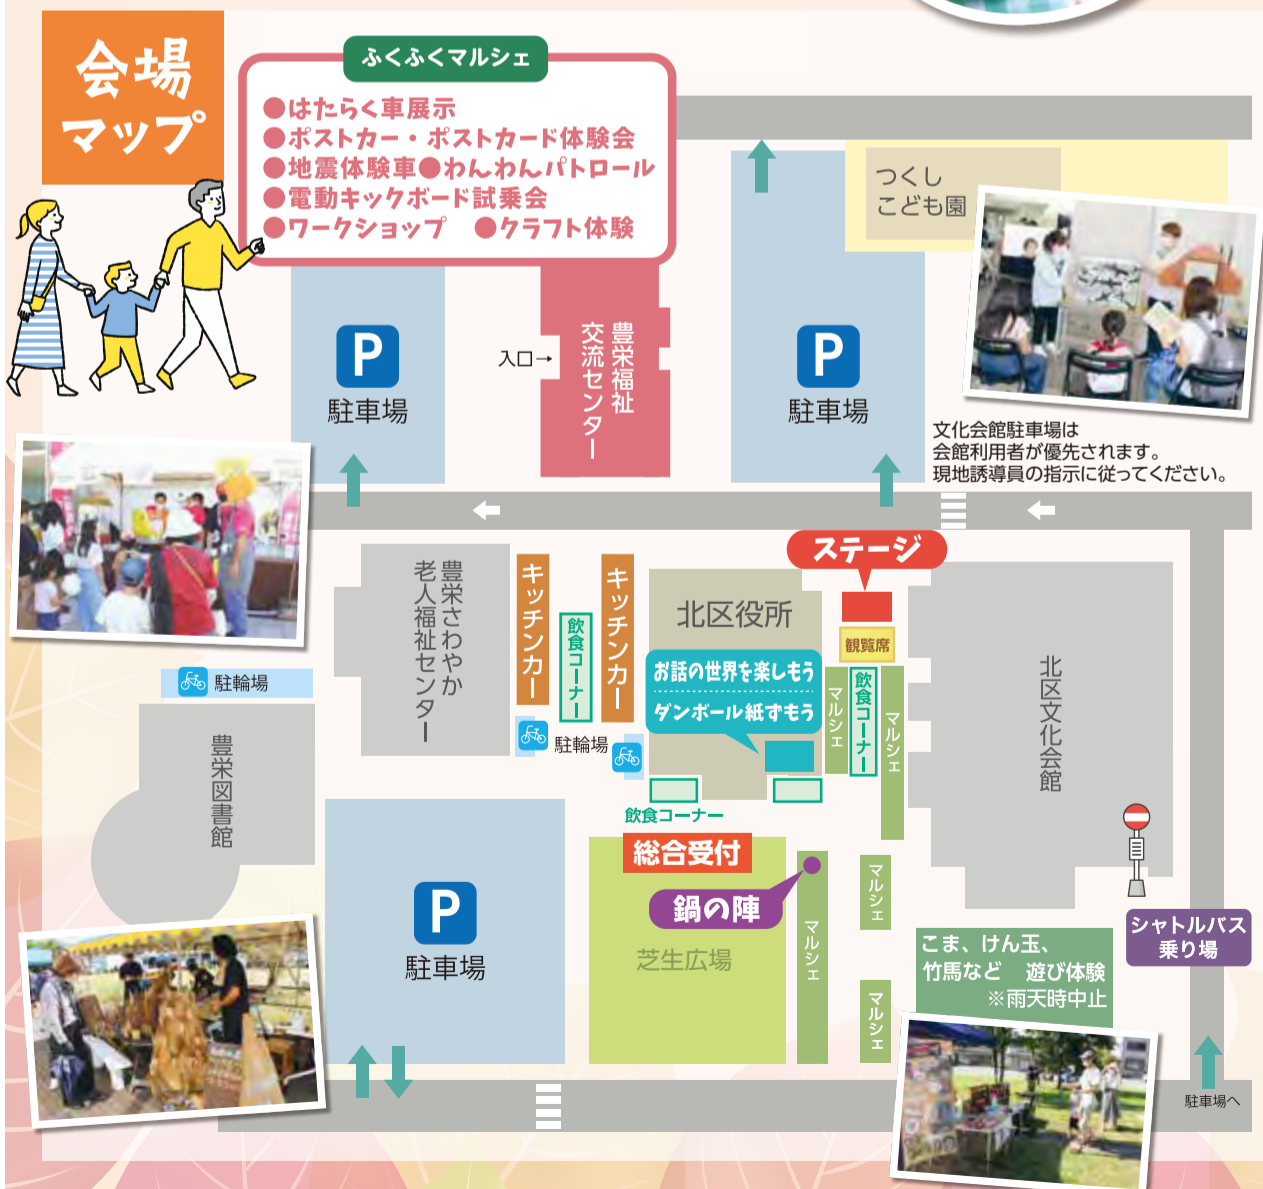 会場
マップ
ふくふくマルシェ
●はたらく車展示
●ポストカー・ポストカード体験会
●地震体験車●わんわんパトロール
●電動キックボード試乗会
●ワークショップ ●クラフト体験
つくし
こども園
P
駐車場
入口→
豊栄福祉
交流センター
P
駐車場
文化会館駐車場は
会館利用者が優先されます。
現地誘導員の指示に従ってください。
豊栄さわやか
老人福祉センター
キッチンカー
飲食コーナー
キッチンカー
北区役所
ステージ
観覧席
お話の世界を楽しもう
ダンボール紙ずもう
マルシェ
飲食コーナー
マルシェ
北区文化会館
駐輪場
駐輪場
豊栄図書館
飲食コーナー
総合受付
鍋の陣
芝生広場
マルシェ
マルシェ
マルシェ
P
駐車場
シャトルバス
乗り場
こま、けん玉、
竹馬など 遊び体験
※雨天時中止
駐車場へ